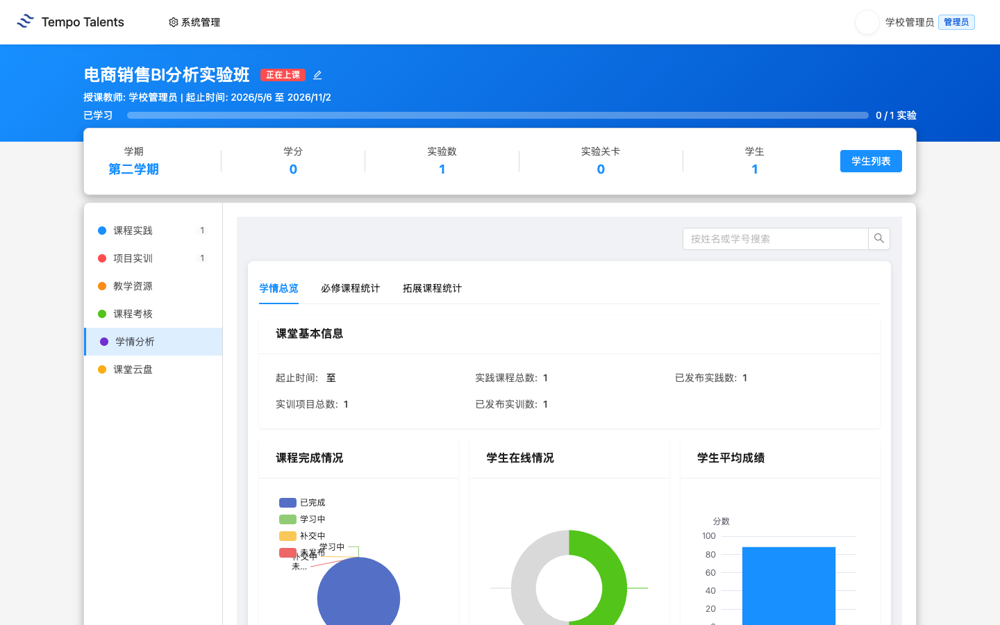 Tempo Talents
系统管理
学校管理员 管理员
电商销售BI分析实验班 正在上课
授课教师: 学校管理员 | 起止时间: 2026/5/6 至 2026/11/2
已学习 0 / 1 实验
学期 学分 实验数 实验关卡 学生
第二学期 0 1 0 1
学生列表
课程实践 1
项目实训 1
教学资源
课程考核
学情分析
课堂云盘
按姓名或学号搜索
学情总览 必修课程统计 拓展课程统计
课堂基本信息
起止时间: 至 实践课程总数: 1 已发布实践数: 1
实训项目总数: 1 已发布实训数: 1
课程完成情况 学生在线情况 学生平均成绩
已完成
学习中
补交中
未发布
学习中
补交中
未...
分数
100
80
60
40
20